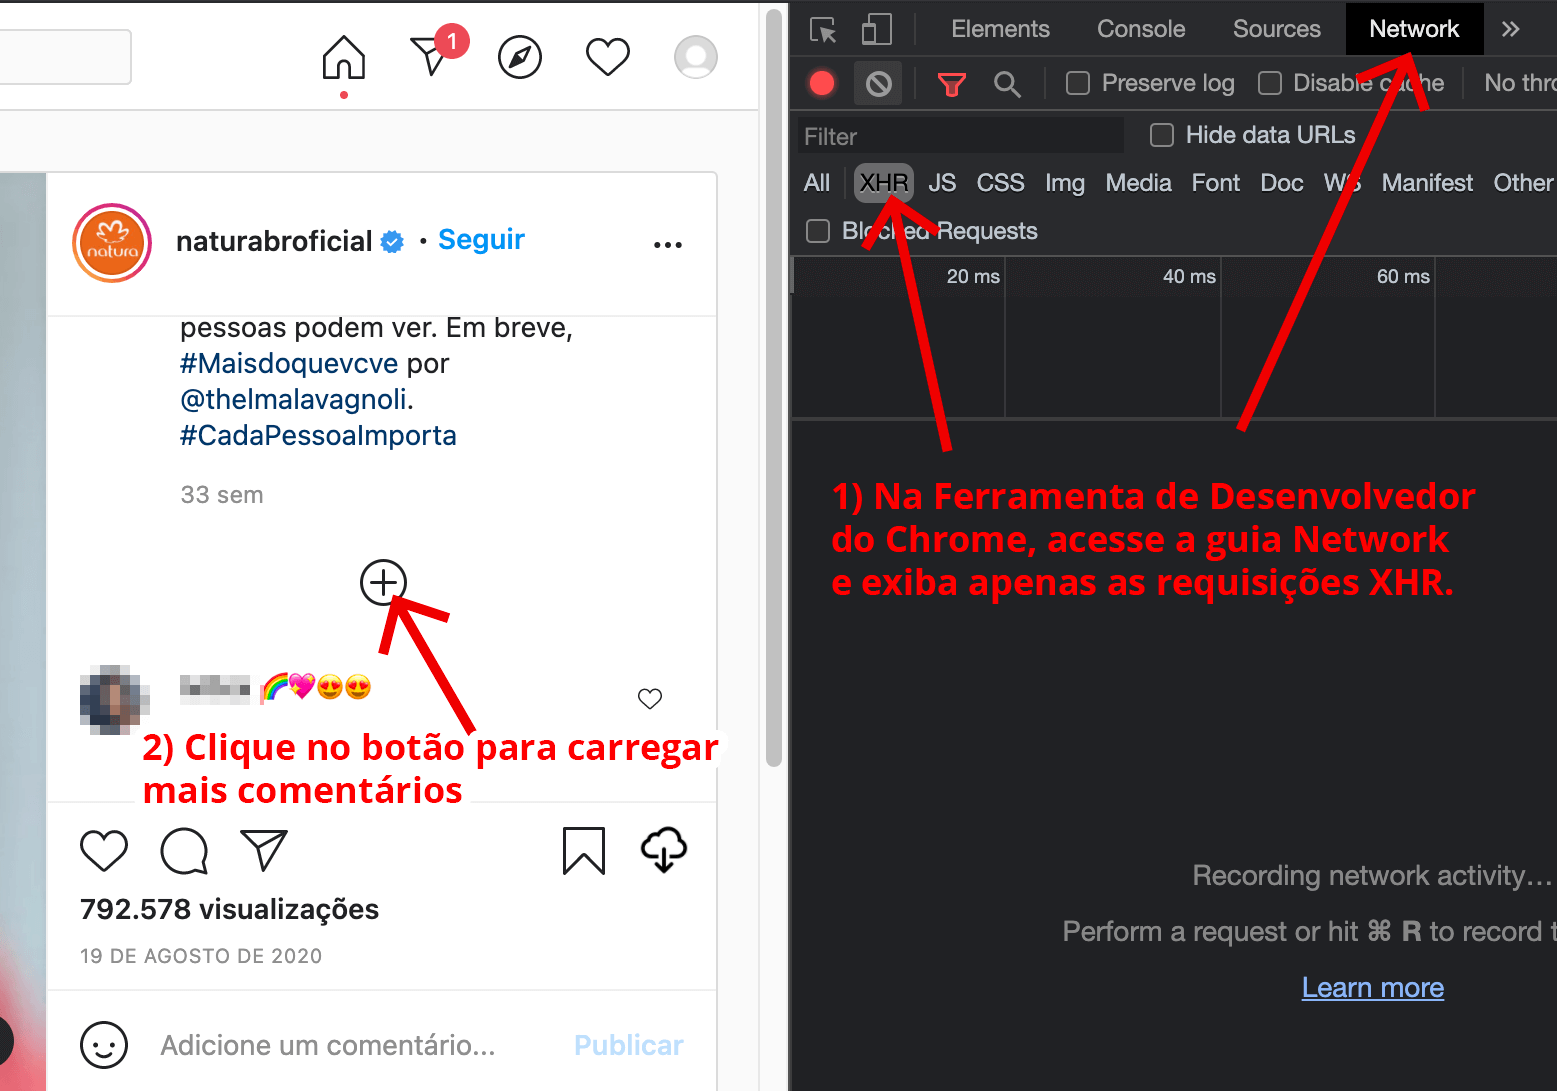 1
natura
naturabroficial • Seguir
...
pessoas podem ver. Em breve,
#Maisdoquevcve por
@thelmalavagnoli.
#CadaPessoaImporta
33 sem
2) Clique no botão para carregar
mais comentários
792.578 visualizações
19 DE AGOSTO DE 2020
Adicione um comentário...
Publicar
Elements Console Sources Network »
Preserve log Disable cache No thro
Filter Hide data URLs
All XHR JS CSS Img Media Font Doc WS Manifest Other
Blocked Requests
20 ms 40 ms 60 ms
1) Na Ferramenta de Desenvolvedor
do Chrome, acesse a guia Network
e exiba apenas as requisições XHR.
Recording network activity…
Perform a request or hit ⌘ R to record t
Learn more